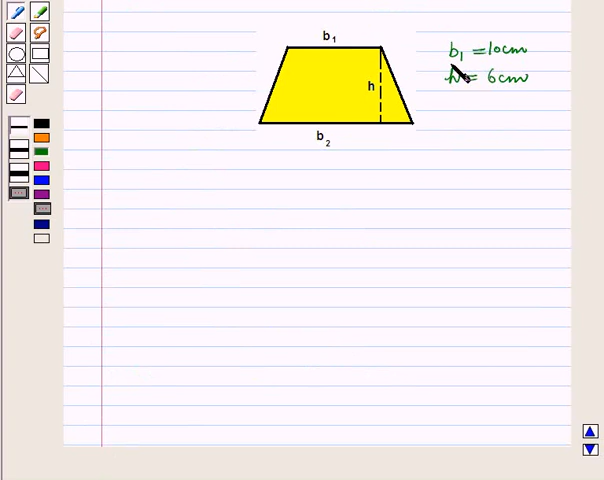 b₁
b₁ = 10cm
h = 6cm
h
b₂